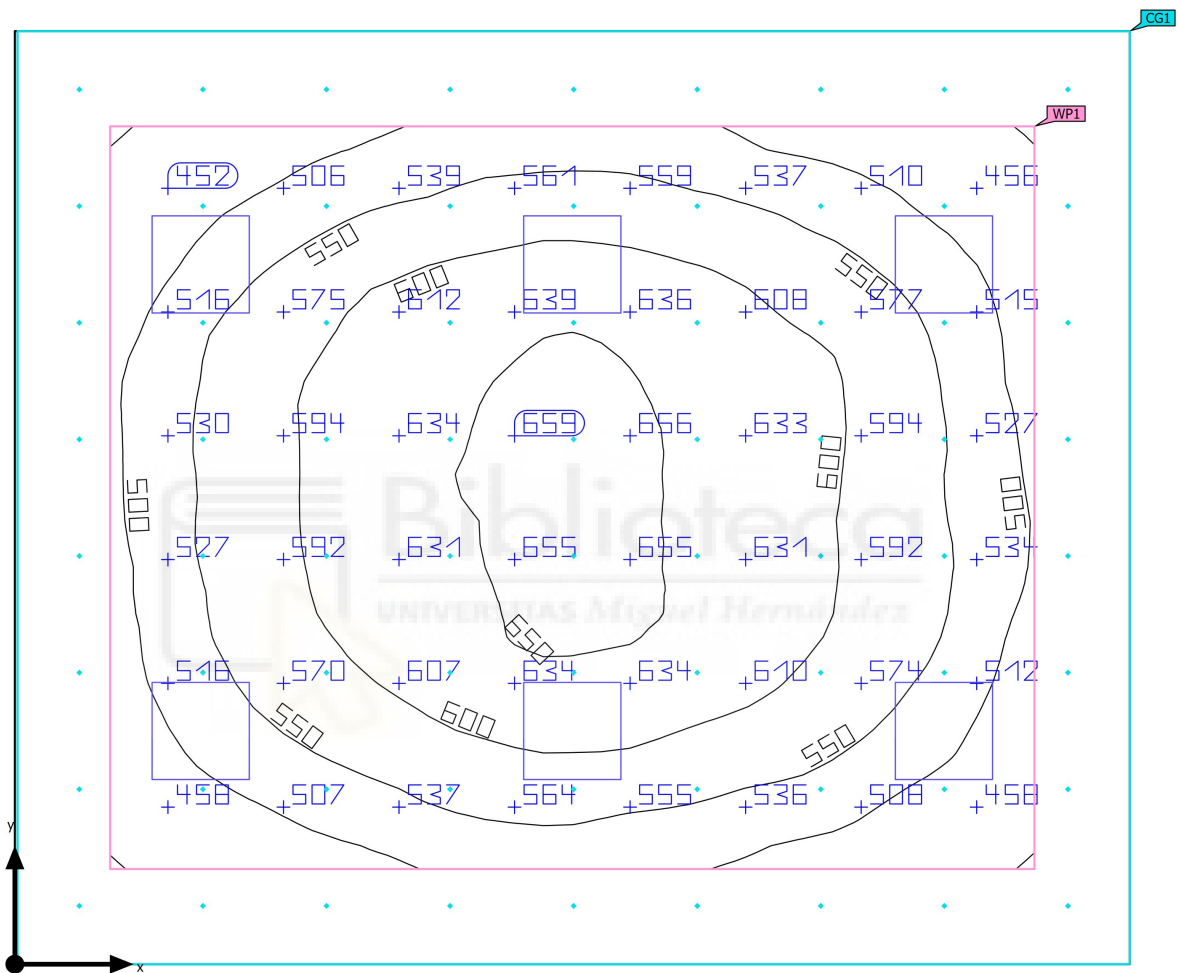 CG1
WP1
452 506 539 561 559 537 510 456
550 550
600
516 575 612 639 636 608 577 515
530 594 634 659 656 633 594 527
600
500 500
Biblioteca
527 592 631 659 655 631 592 534
UNIVERSITAS Miguel Hernández
650
516 570 607 634 634 610 574 512
550 600 550
458 507 537 564 555 536 508 458
y
x